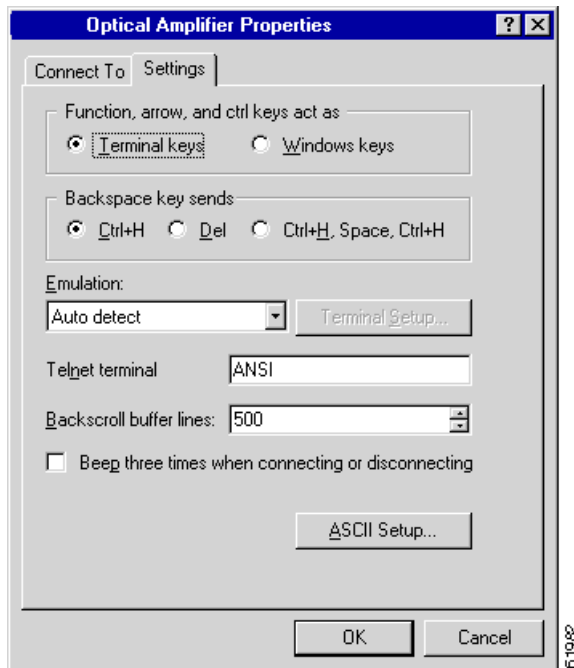 Optical Amplifier Properties
? X
Connect To Settings
Function, arrow, and ctrl keys act as
Terminal keys Windows keys
Backspace key sends
Ctrl+H Del Ctrl+H, Space, Ctrl+H
Emulation:
Auto detect Terminal Setup...
Telnet terminal ANSI
Backscroll buffer lines: 500
Beep three times when connecting or disconnecting
ASCII Setup...
OK Cancel
51982